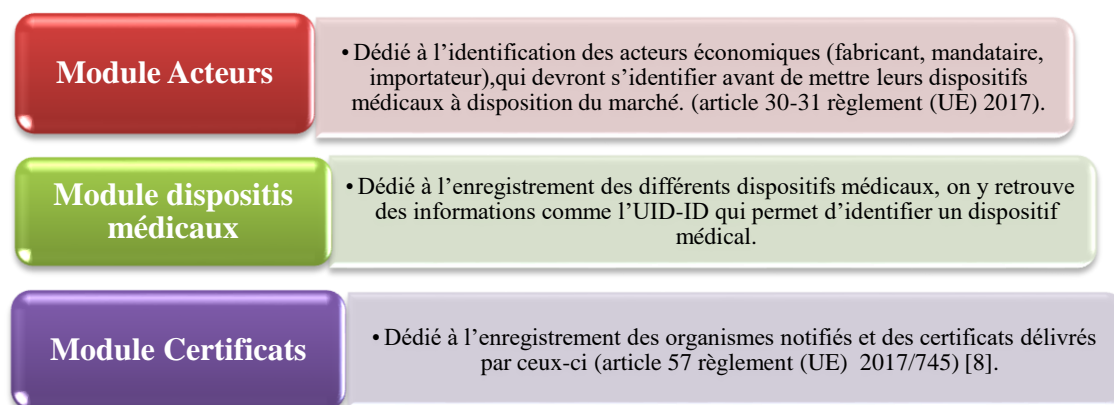 Module Acteurs
• Dédié à l’identification des acteurs économiques (fabricant, mandataire,
importateur),qui devront s’identifier avant de mettre leurs dispositifs
médicaux à disposition du marché. (article 30-31 règlement (UE) 2017).
Module dispositis
médicaux
• Dédié à l’enregistrement des différents dispositifs médicaux, on y retrouve
des informations comme l’UID-ID qui permet d’identifier un dispositif
médical.
Module Certificats
• Dédié à l’enregistrement des organismes notifiés et des certificats délivrés
par ceux-ci (article 57 règlement (UE) 2017/745) [8].